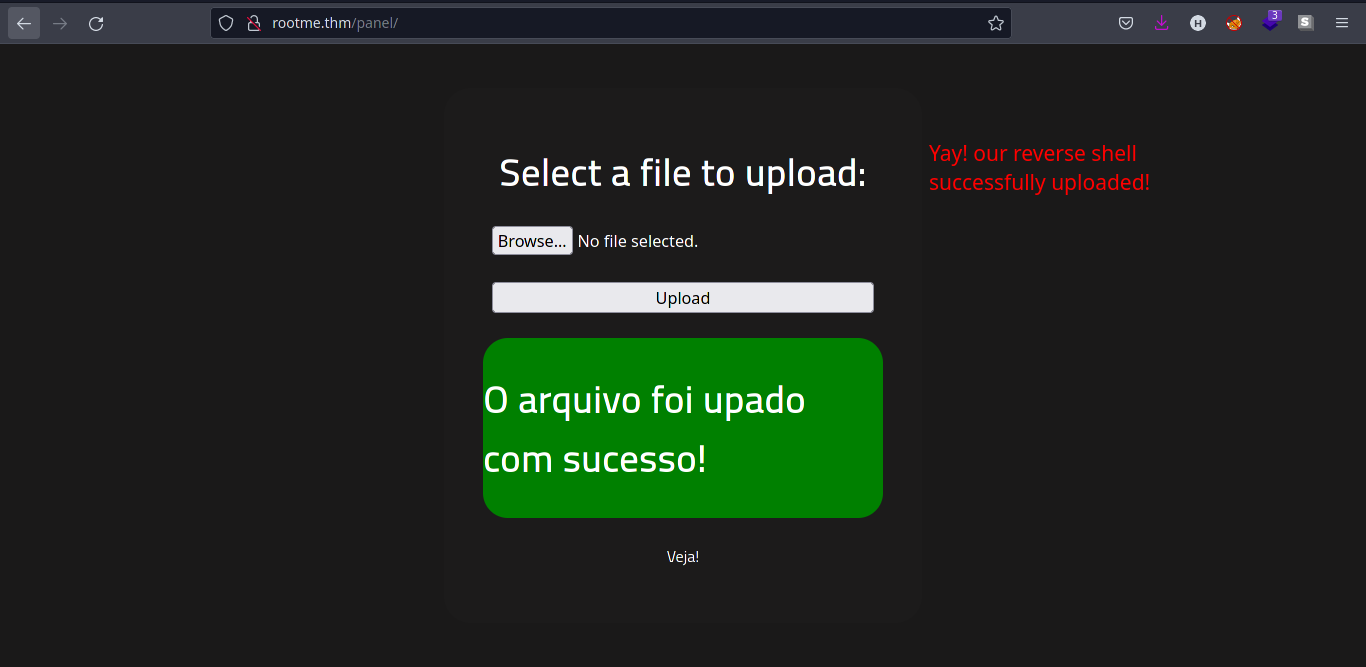 rootme.thm/panel/
3
H
S
Select a file to upload:
Yay! our reverse shell
successfully uploaded!
Browse... No file selected.
Upload
O arquivo foi upado
com sucesso!
Veja!